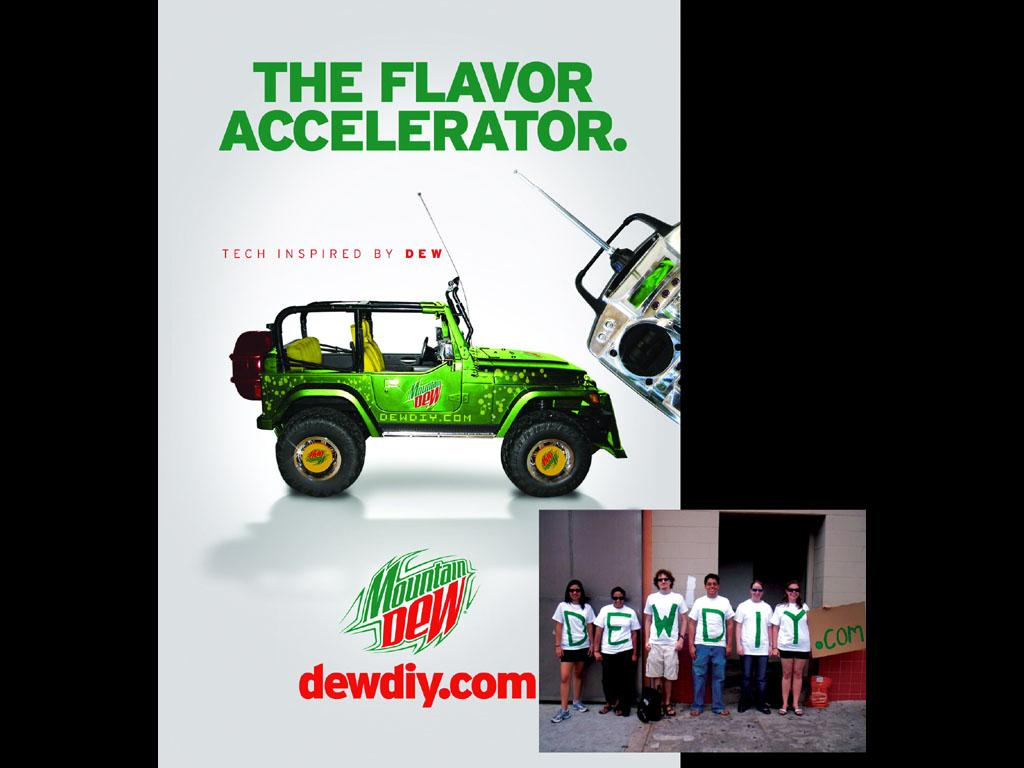 THE FLAVOR
ACCELERATOR.
TECH INSPIRED BY DEW
Mountain
DEW
DEWDIY.COM
Mountain
DEW
dewdiy.com
DEWDIY.COM